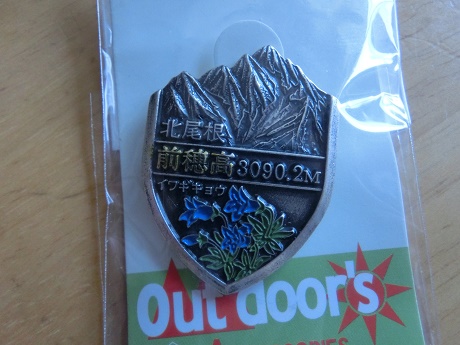 北尾根
前穂高3090.2M
イワギキョウ
Out door's